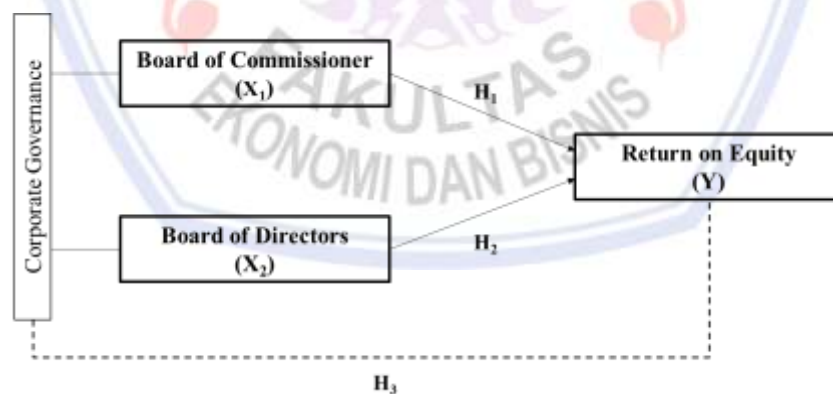 Corporate Governance
Board of Commissioner
(X₁)
H₁
FAKULTAS
EKONOMI DAN BISNIS
Return on Equity
(Y)
Board of Directors
(X₂)
H₂
H₃